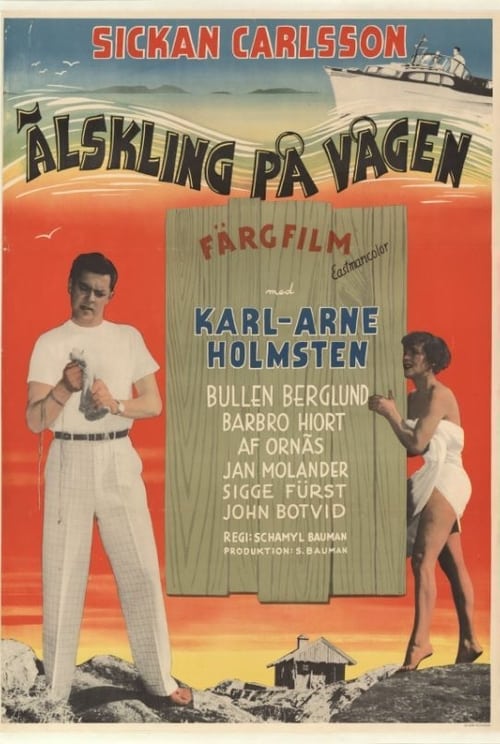 SICKAN CARLSSON
ÄLSKLING PÅ VÅGEN
FÄRGFILM
Eastmancolor
med
KARL-ARNE
HOLMSTEN
BULLEN BERGLUND
BARBRO HIORT
AF ORNÄS
JAN MOLANDER
SIGGE FÜRST
JOHN BOTVID
REGI: SCHAMYL BAUMAN
PRODUKTION: S. BAUMAN